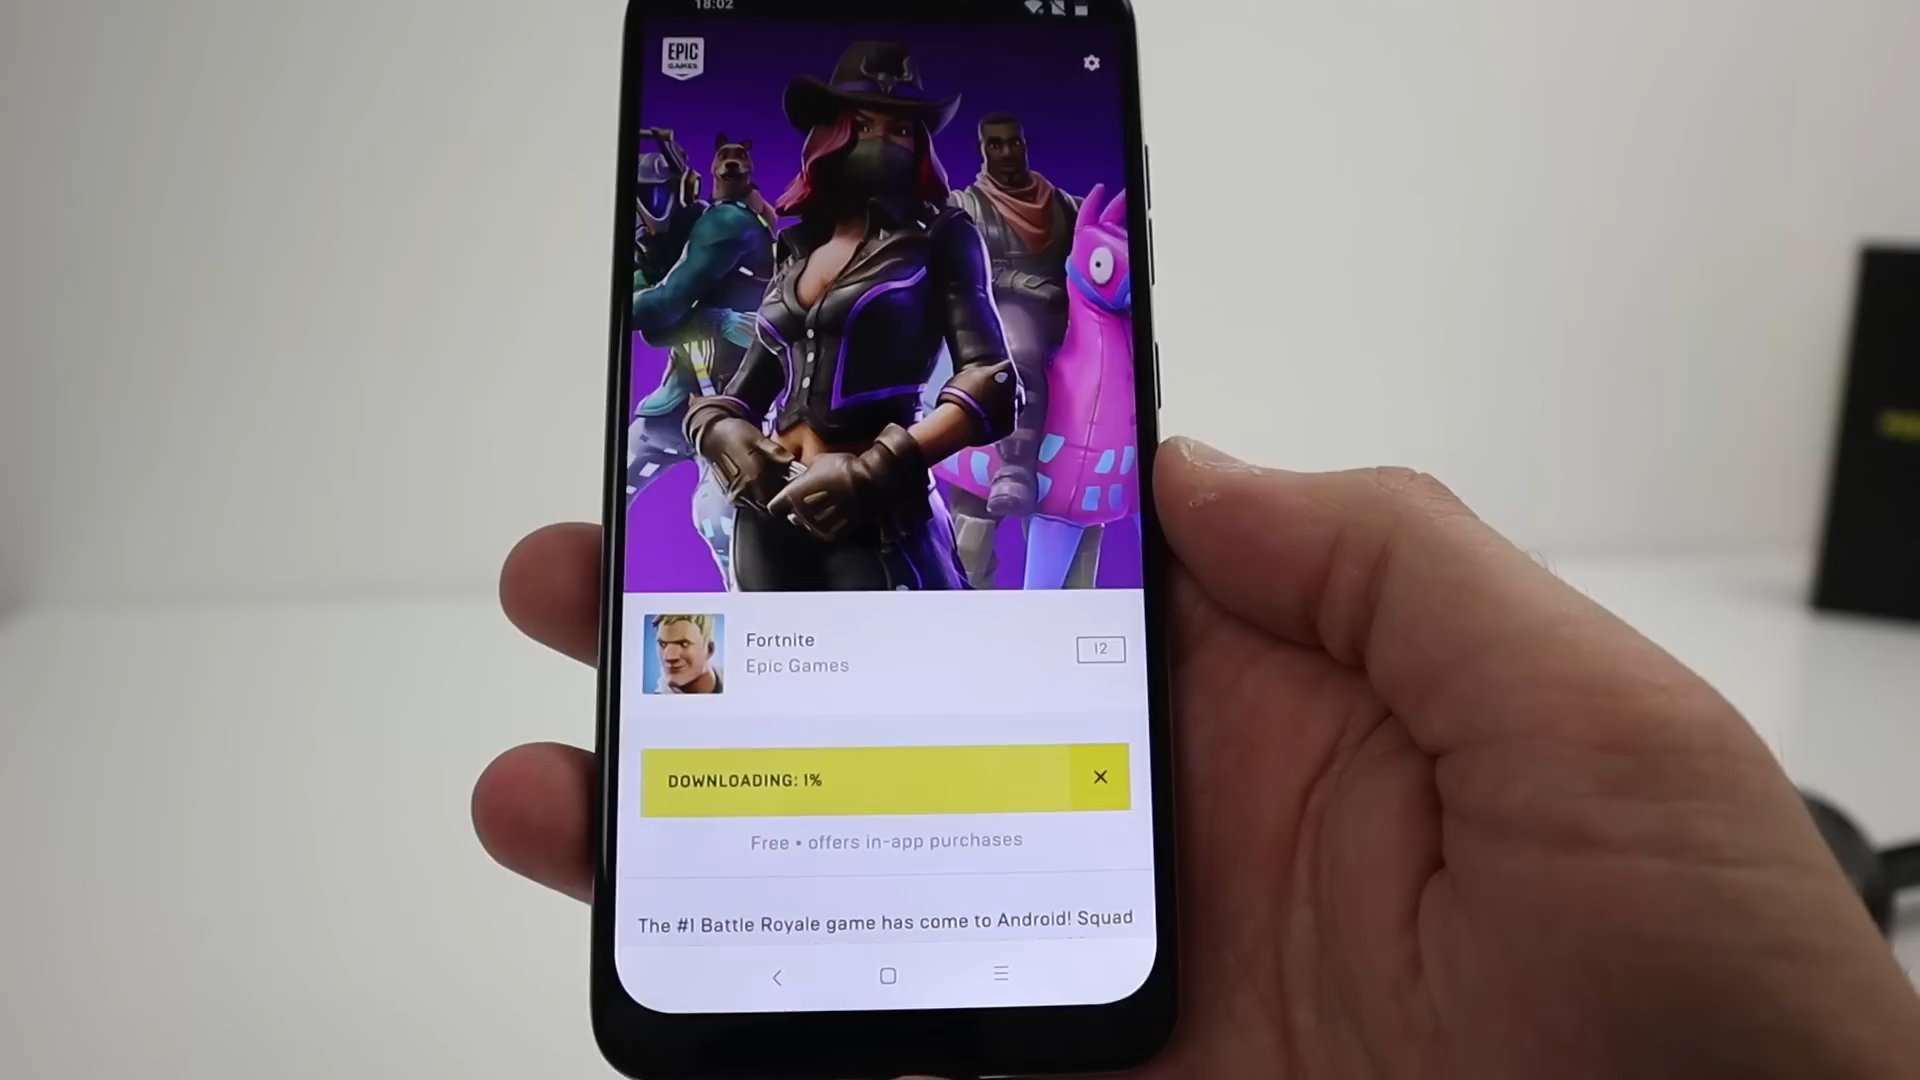 18:02
EPIC
GAMES
Fortnite
Epic Games
12
DOWNLOADING: 1%
Free • offers in-app purchases
The #1 Battle Royale game has come to Android! Squad